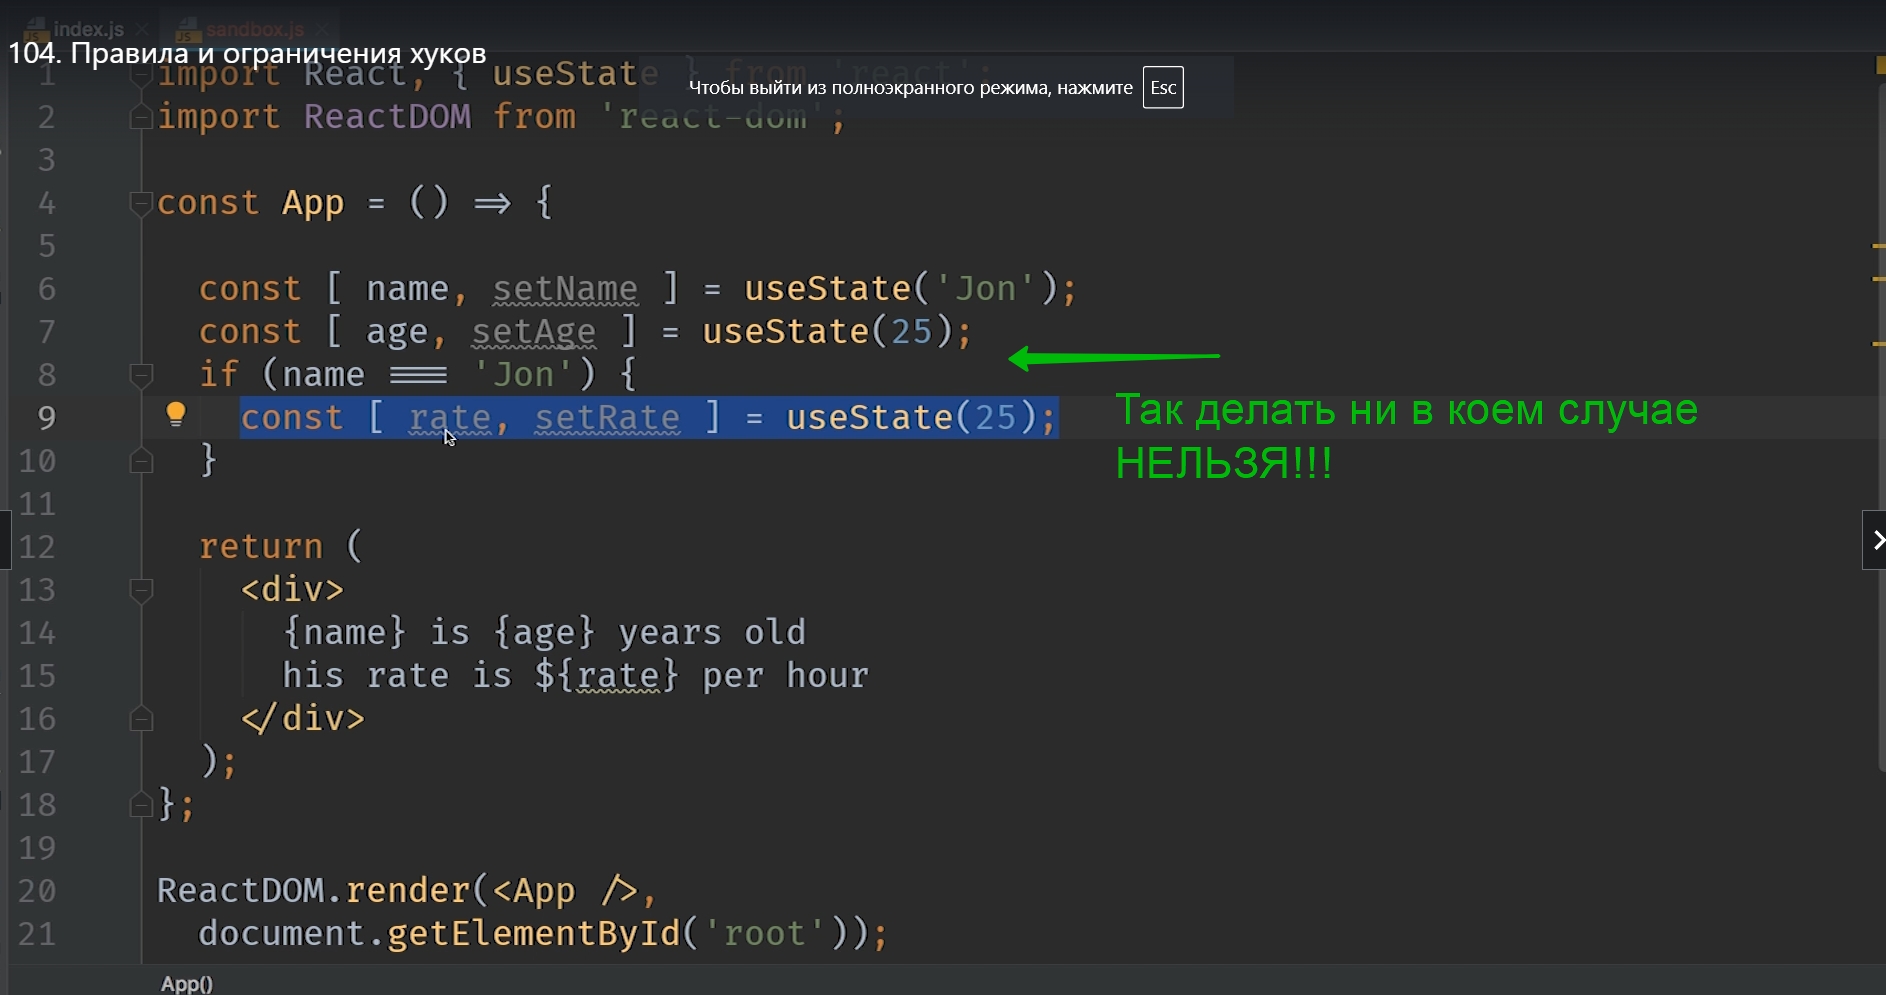 index.js
sandbox.js
104. Правила и ограничения хуков
Чтобы выйти из полноэкранного режима, нажмите Esc
1 import React, { useState } from 'react';
2 import ReactDOM from 'react-dom';
3
4 const App = () => {
5
6 const [ name, setName ] = useState('Jon');
7 const [ age, setAge ] = useState(25);
8 if (name === 'Jon') {
9 const [ rate, setRate ] = useState(25);
Так делать ни в коем случае
НЕЛЬЗЯ!!!
10 }
11
12 return (
13 <div>
14 {name} is {age} years old
15 his rate is ${rate} per hour
16 </div>
17 );
18 };
19
20 ReactDOM.render(<App />,
21 document.getElementById('root'));
App()